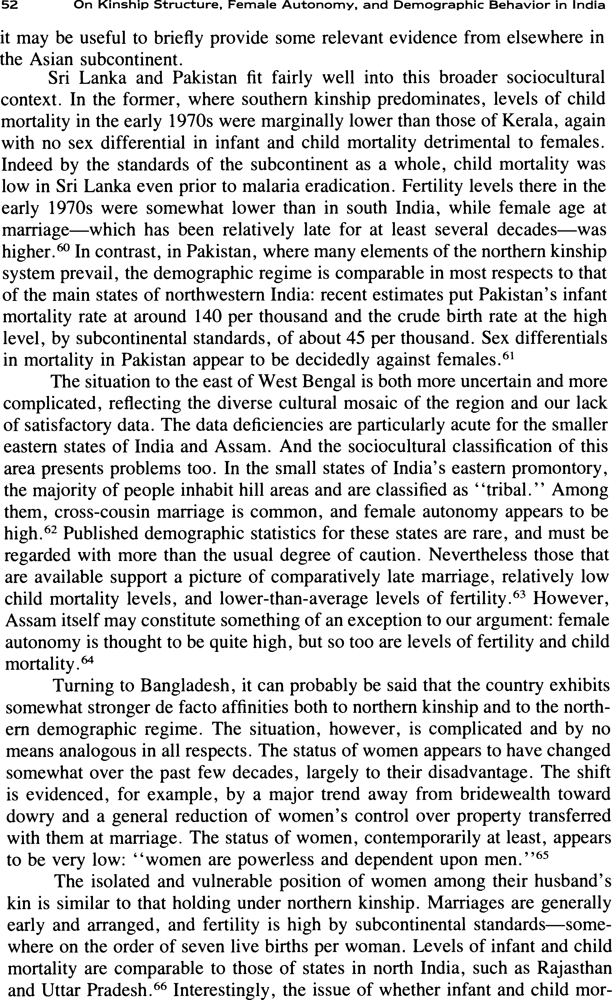 52 On Kinship Structure, Female Autonomy, and Demographic Behavior in India
it may be useful to briefly provide some relevant evidence from elsewhere in
the Asian subcontinent.
Sri Lanka and Pakistan fit fairly well into this broader sociocultural
context. In the former, where southern kinship predominates, levels of child
mortality in the early 1970s were marginally lower than those of Kerala, again
with no sex differential in infant and child mortality detrimental to females.
Indeed by the standards of the subcontinent as a whole, child mortality was
low in Sri Lanka even prior to malaria eradication. Fertility levels there in the
early 1970s were somewhat lower than in south India, while female age at
marriage—which has been relatively late for at least several decades—was
higher.⁶⁰ In contrast, in Pakistan, where many elements of the northern kinship
system prevail, the demographic regime is comparable in most respects to that
of the main states of northwestern India: recent estimates put Pakistan's infant
mortality rate at around 140 per thousand and the crude birth rate at the high
level, by subcontinental standards, of about 45 per thousand. Sex differentials
in mortality in Pakistan appear to be decidedly against females.⁶¹
The situation to the east of West Bengal is both more uncertain and more
complicated, reflecting the diverse cultural mosaic of the region and our lack
of satisfactory data. The data deficiencies are particularly acute for the smaller
eastern states of India and Assam. And the sociocultural classification of this
area presents problems too. In the small states of India's eastern promontory,
the majority of people inhabit hill areas and are classified as ‘‘tribal.’’ Among
them, cross-cousin marriage is common, and female autonomy appears to be
high.⁶² Published demographic statistics for these states are rare, and must be
regarded with more than the usual degree of caution. Nevertheless those that
are available support a picture of comparatively late marriage, relatively low
child mortality levels, and lower-than-average levels of fertility.⁶³ However,
Assam itself may constitute something of an exception to our argument: female
autonomy is thought to be quite high, but so too are levels of fertility and child
mortality.⁶⁴
Turning to Bangladesh, it can probably be said that the country exhibits
somewhat stronger de facto affinities both to northern kinship and to the north-
ern demographic regime. The situation, however, is complicated and by no
means analogous in all respects. The status of women appears to have changed
somewhat over the past few decades, largely to their disadvantage. The shift
is evidenced, for example, by a major trend away from bridewealth toward
dowry and a general reduction of women's control over property transferred
with them at marriage. The status of women, contemporarily at least, appears
to be very low: ‘‘women are powerless and dependent upon men.’’⁶⁵
The isolated and vulnerable position of women among their husband's
kin is similar to that holding under northern kinship. Marriages are generally
early and arranged, and fertility is high by subcontinental standards—some-
where on the order of seven live births per woman. Levels of infant and child
mortality are comparable to those of states in north India, such as Rajasthan
and Uttar Pradesh.⁶⁶ Interestingly, the issue of whether infant and child mor-